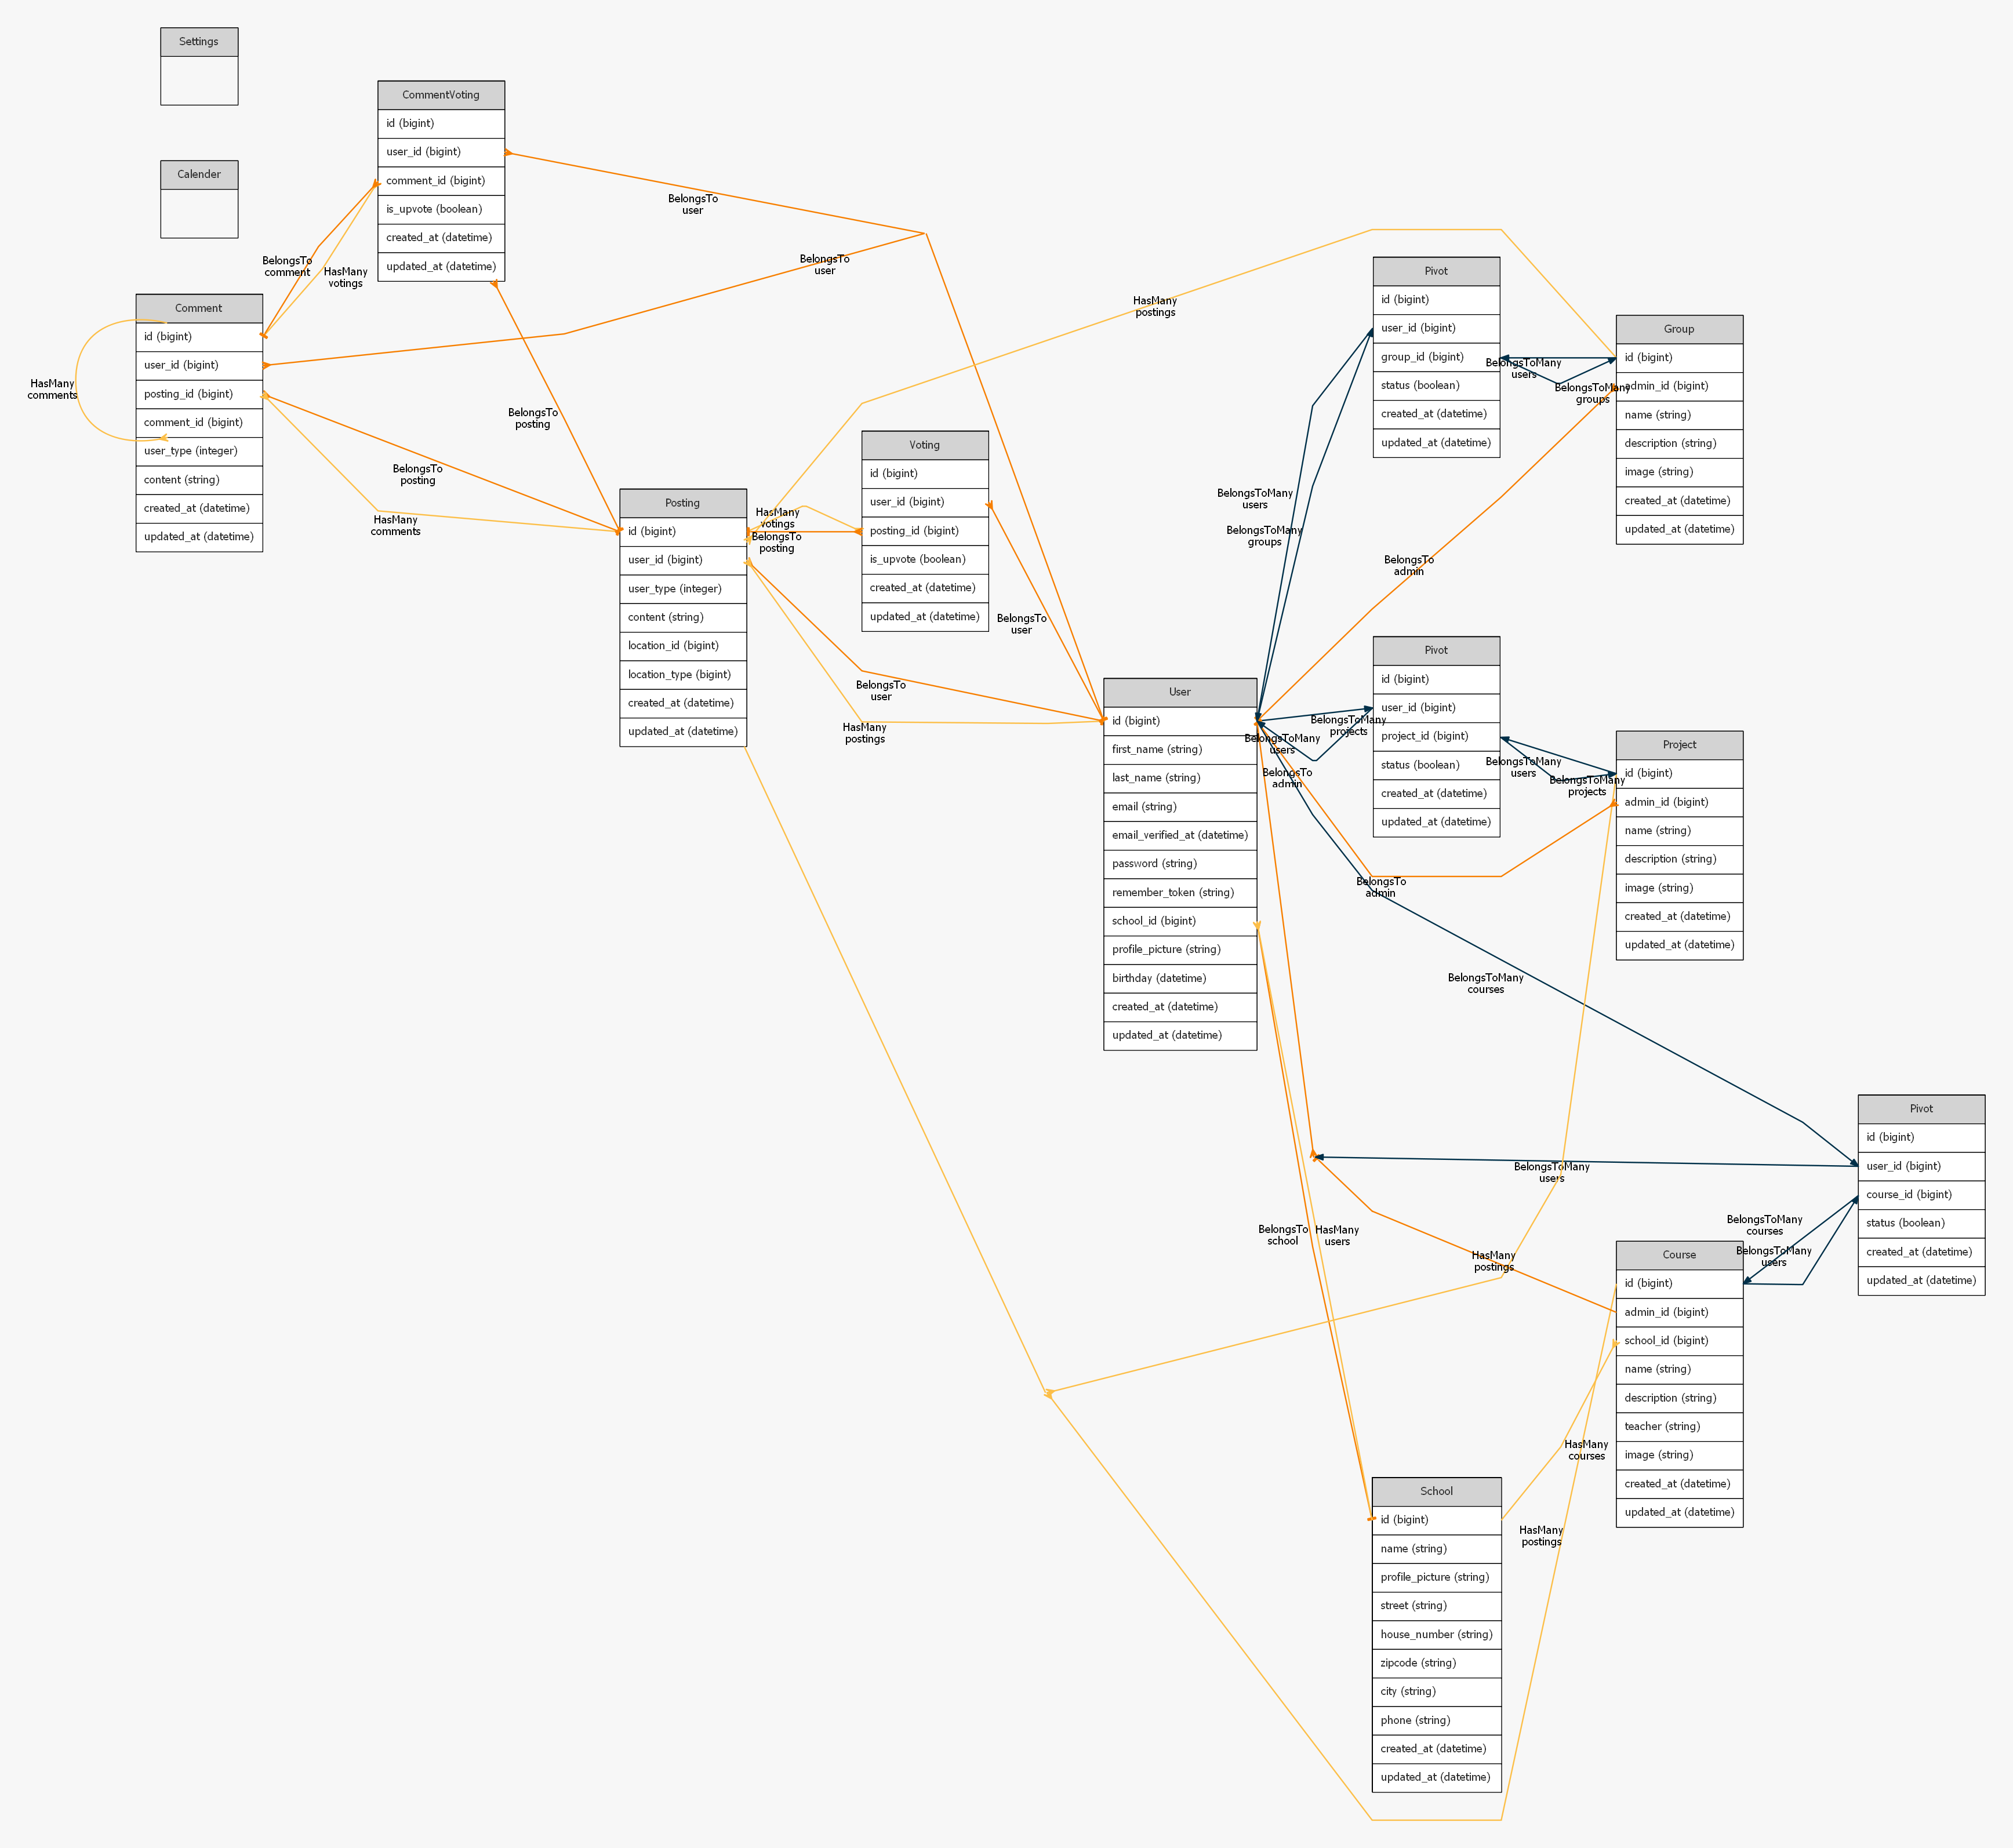 Settings
Calender
CommentVoting
id (bigint)
user_id (bigint)
comment_id (bigint)
is_upvote (boolean)
created_at (datetime)
updated_at (datetime)
BelongsTo
user
BelongsTo
user
BelongsTo
comment
HasMany
votings
Comment
id (bigint)
user_id (bigint)
posting_id (bigint)
comment_id (bigint)
user_type (integer)
content (string)
created_at (datetime)
updated_at (datetime)
HasMany
comments
BelongsTo
posting
BelongsTo
posting
HasMany
comments
Posting
id (bigint)
user_id (bigint)
user_type (integer)
content (string)
location_id (bigint)
location_type (bigint)
created_at (datetime)
updated_at (datetime)
HasMany
votings
BelongsTo
posting
Voting
id (bigint)
user_id (bigint)
posting_id (bigint)
is_upvote (boolean)
created_at (datetime)
updated_at (datetime)
BelongsTo
user
BelongsTo
user
HasMany
postings
HasMany
postings
User
id (bigint)
first_name (string)
last_name (string)
email (string)
email_verified_at (datetime)
password (string)
remember_token (string)
school_id (bigint)
profile_picture (string)
birthday (datetime)
created_at (datetime)
updated_at (datetime)
Pivot
id (bigint)
user_id (bigint)
group_id (bigint)
status (boolean)
created_at (datetime)
updated_at (datetime)
BelongsToMany
users
BelongsToMany
groups
BelongsToMany
users
BelongsToMany
groups
Group
id (bigint)
admin_id (bigint)
name (string)
description (string)
image (string)
created_at (datetime)
updated_at (datetime)
BelongsTo
admin
Pivot
id (bigint)
user_id (bigint)
project_id (bigint)
status (boolean)
created_at (datetime)
updated_at (datetime)
BelongsToMany
projects
BelongsToMany
users
BelongsTo
admin
BelongsToMany
users
BelongsToMany
projects
Project
id (bigint)
admin_id (bigint)
name (string)
description (string)
image (string)
created_at (datetime)
updated_at (datetime)
BelongsTo
admin
BelongsToMany
courses
Pivot
id (bigint)
user_id (bigint)
course_id (bigint)
status (boolean)
created_at (datetime)
updated_at (datetime)
BelongsToMany
users
BelongsToMany
courses
BelongsToMany
users
BelongsTo
school
HasMany
users
HasMany
postings
Course
id (bigint)
admin_id (bigint)
school_id (bigint)
name (string)
description (string)
teacher (string)
image (string)
created_at (datetime)
updated_at (datetime)
HasMany
courses
HasMany
postings
School
id (bigint)
name (string)
profile_picture (string)
street (string)
house_number (string)
zipcode (string)
city (string)
phone (string)
created_at (datetime)
updated_at (datetime)